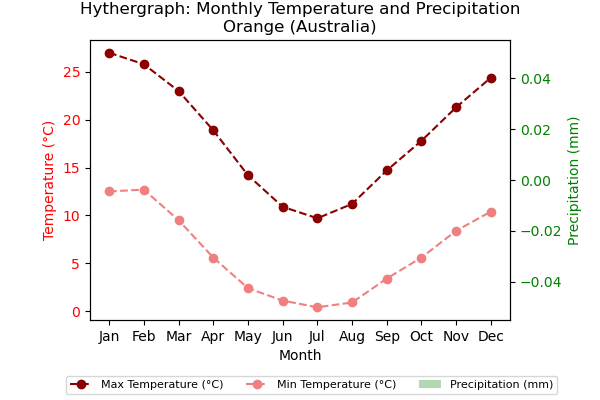 Hythergraph: Monthly Temperature and Precipitation
Orange (Australia)
25
20
15
10
5
0
Temperature (°C)
0.04
0.02
0.00
−0.02
−0.04
Precipitation (mm)
Jan Feb Mar Apr May Jun Jul Aug Sep Oct Nov Dec
Month
Max Temperature (°C) Min Temperature (°C) Precipitation (mm)